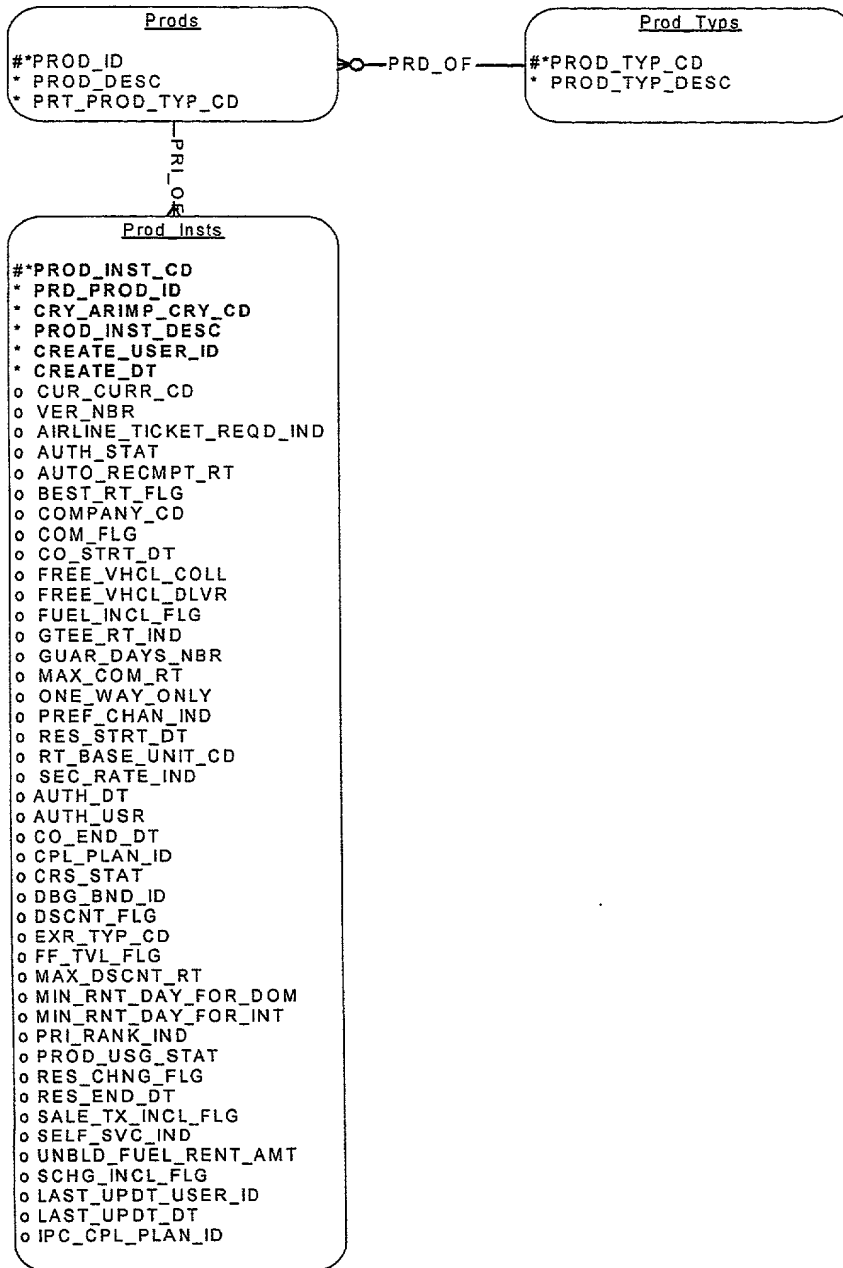 Prods
#*PROD_ID
* PROD_DESC
* PRT_PROD_TYP_CD
PRD_OF
Prod_Typs
#*PROD_TYP_CD
* PROD_TYP_DESC
PRI_OF
Prod_Insts
#*PROD_INST_CD
* PRD_PROD_ID
* CRY_ARIMP_CRY_CD
* PROD_INST_DESC
* CREATE_USER_ID
* CREATE_DT
o CUR_CURR_CD
o VER_NBR
o AIRLINE_TICKET_REQD_IND
o AUTH_STAT
o AUTO_RECMPT_RT
o BEST_RT_FLG
o COMPANY_CD
o COM_FLG
o CO_STRT_DT
o FREE_VHCL_COLL
o FREE_VHCL_DLVR
o FUEL_INCL_FLG
o GTEE_RT_IND
o GUAR_DAYS_NBR
o MAX_COM_RT
o ONE_WAY_ONLY
o PREF_CHAN_IND
o RES_STRT_DT
o RT_BASE_UNIT_CD
o SEC_RATE_IND
o AUTH_DT
o AUTH_USR
o CO_END_DT
o CPL_PLAN_ID
o CRS_STAT
o DBG_BND_ID
o DSCNT_FLG
o EXR_TYP_CD
o FF_TVL_FLG
o MAX_DSCNT_RT
o MIN_RNT_DAY_FOR_DOM
o MIN_RNT_DAY_FOR_INT
o PRI_RANK_IND
o PROD_USG_STAT
o RES_CHNG_FLG
o RES_END_DT
o SALE_TX_INCL_FLG
o SELF_SVC_IND
o UNBLD_FUEL_RENT_AMT
o SCHG_INCL_FLG
o LAST_UPDT_USER_ID
o LAST_UPDT_DT
o IPC_CPL_PLAN_ID